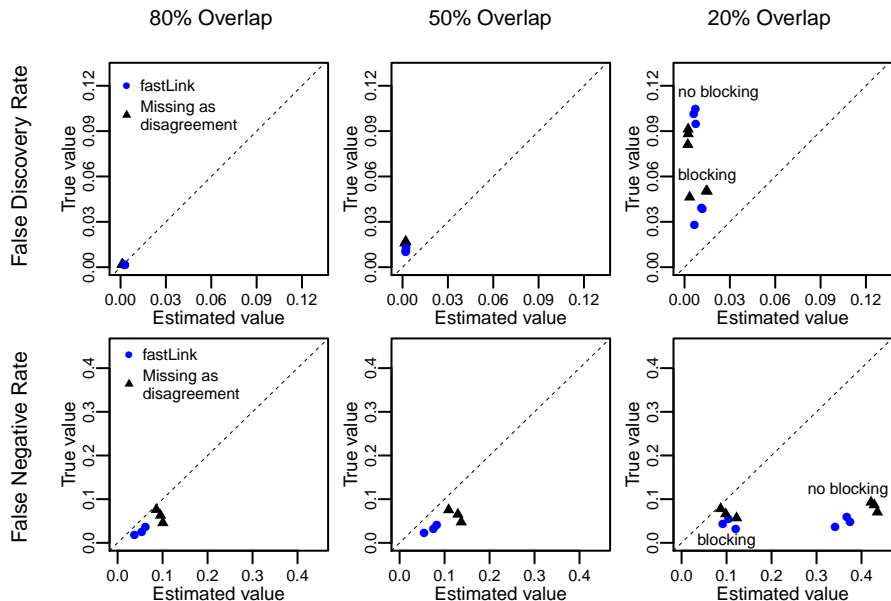 80% Overlap
50% Overlap
20% Overlap
False Discovery Rate
True value
0.00 0.03 0.06 0.09 0.12
fastLink
Missing as
disagreement
0.00 0.03 0.06 0.09 0.12
Estimated value
True value
0.00 0.03 0.06 0.09 0.12
0.00 0.03 0.06 0.09 0.12
Estimated value
True value
0.00 0.03 0.06 0.09 0.12
no blocking
blocking
0.00 0.03 0.06 0.09 0.12
Estimated value
False Negative Rate
True value
0.0 0.1 0.2 0.3 0.4
fastLink
Missing as
disagreement
0.0 0.1 0.2 0.3 0.4
Estimated value
True value
0.0 0.1 0.2 0.3 0.4
0.0 0.1 0.2 0.3 0.4
Estimated value
True value
0.0 0.1 0.2 0.3 0.4
no blocking
blocking
0.0 0.1 0.2 0.3 0.4
Estimated value